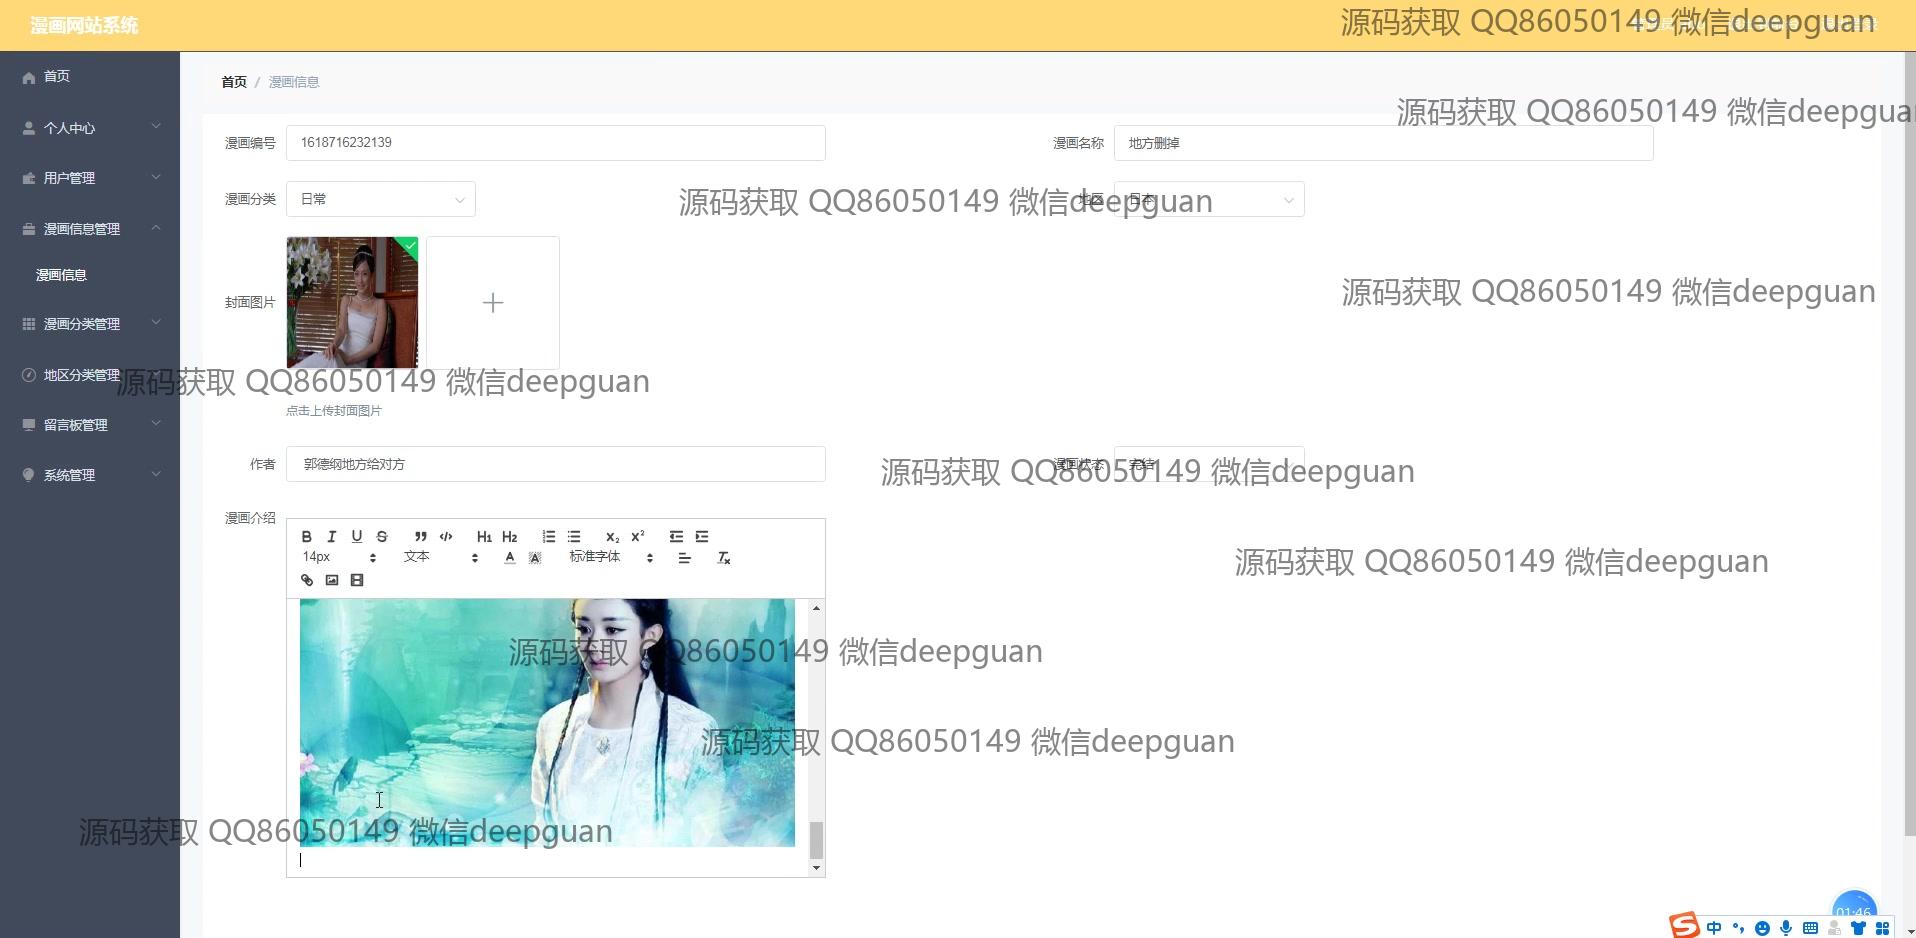 漫画网站系统
源码获取 QQ86050149 微信deepguan
首页
首页 / 漫画信息
个人中心
源码获取 QQ86050149 微信deepguan
漫画编号 1618716232139 漫画名称 地方删掉
用户管理
漫画分类 日常 地区 日本
源码获取 QQ86050149 微信deepguan
漫画信息管理
漫画信息
封面图片
源码获取 QQ86050149 微信deepguan
漫画分类管理
地区分类管理
源码获取 QQ86050149 微信deepguan
点击上传封面图片
留言板管理
作者 郭德纲地方给对方 漫画状态 完结
源码获取 QQ86050149 微信deepguan
系统管理
漫画介绍
B I U S H1 H2 x2 x2
14px 文本 A A 标准字体 Tx
源码获取 QQ86050149 微信deepguan
源码获取 QQ86050149 微信deepguan
源码获取 QQ86050149 微信deepguan
源码获取 QQ86050149 微信deepguan
01:46
中